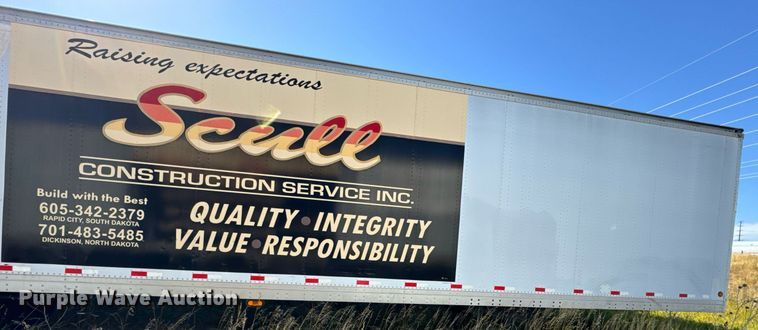 Raising expectations
Scull
CONSTRUCTION SERVICE INC.
Build with the Best
605-342-2379
RAPID CITY, SOUTH DAKOTA
701-483-5485
DICKINSON, NORTH DAKOTA
QUALITY • INTEGRITY
VALUE • RESPONSIBILITY
Purple Wave Auction